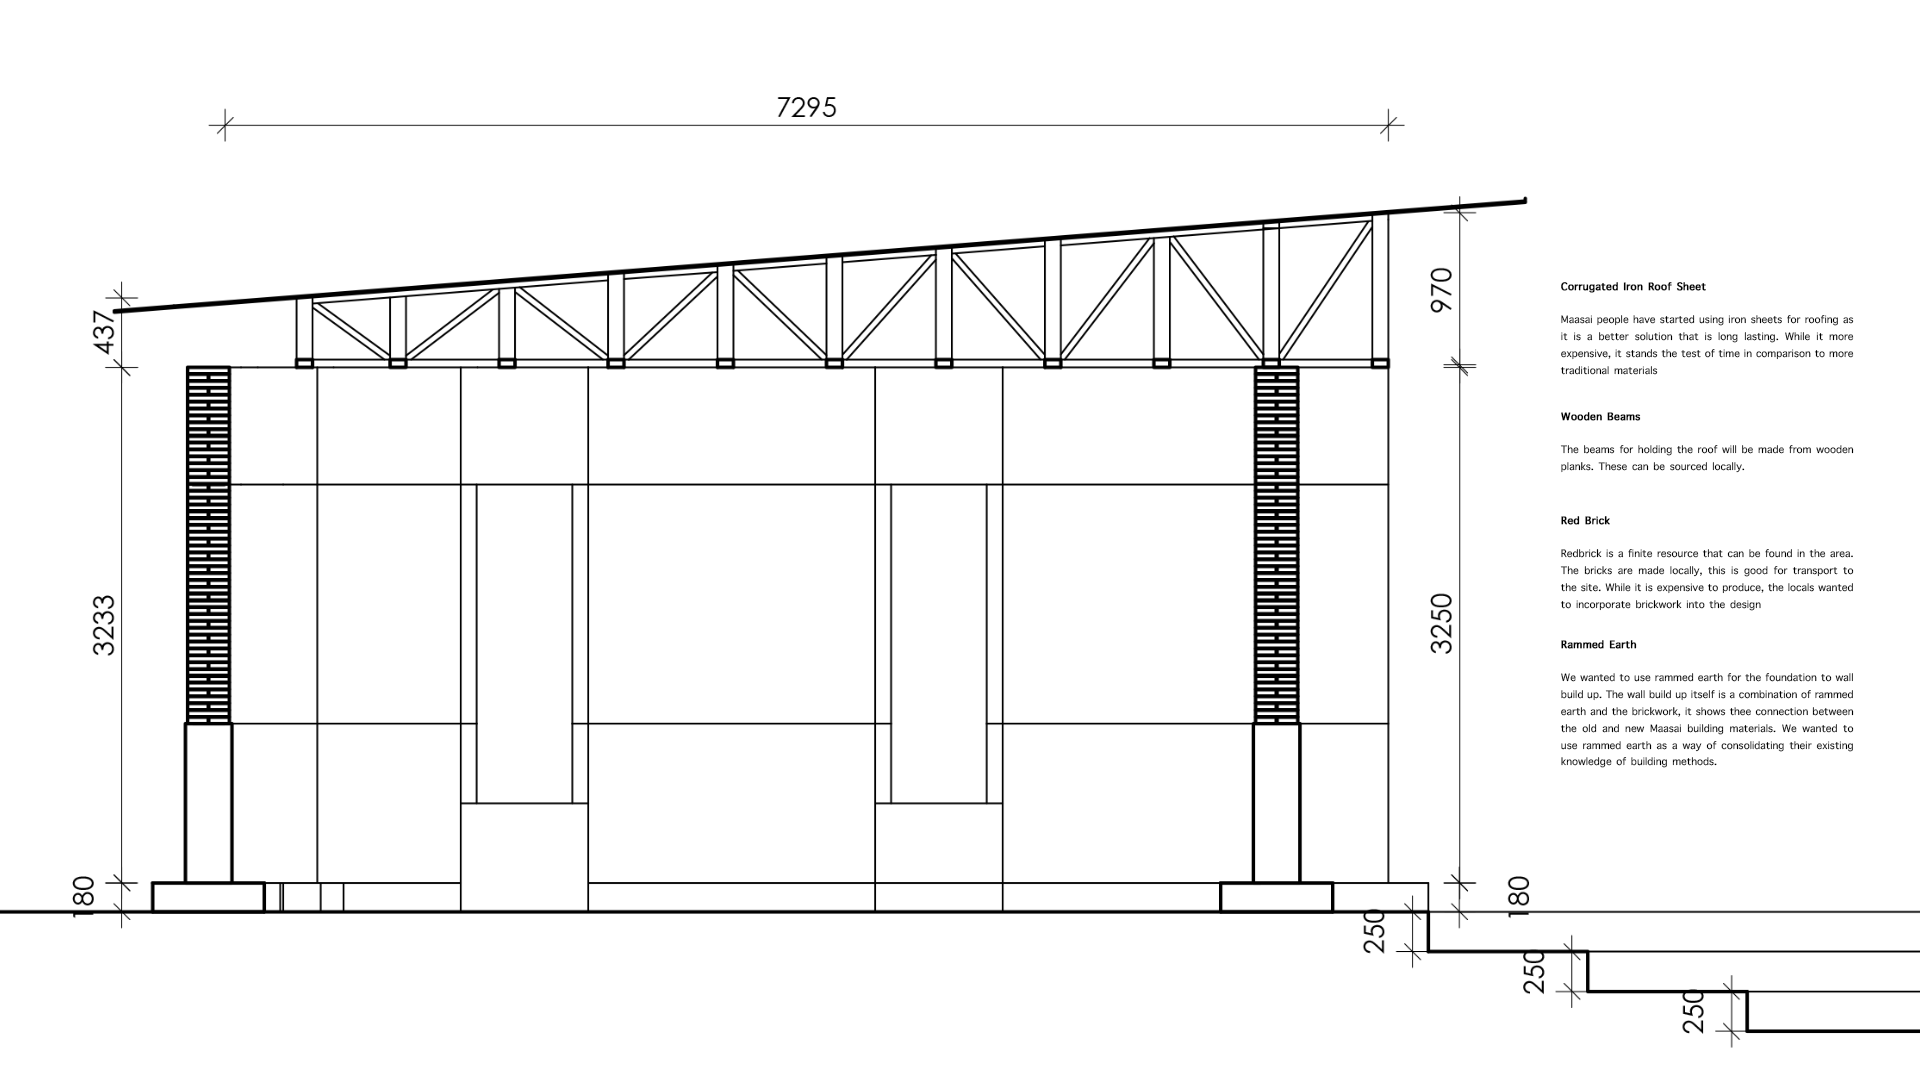 7295
437
970
3233
3250
180
180
250
250
250
Corrugated Iron Roof Sheet
Maasai people have started using iron sheets for roofing as
it is a better solution that is long lasting. While it more
expensive, it stands the test of time in comparison to more
traditional materials
Wooden Beams
The beams for holding the roof will be made from wooden
planks. These can be sourced locally.
Red Brick
Redbrick is a finite resource that can be found in the area.
The bricks are made locally, this is good for transport to
the site. While it is expensive to produce, the locals wanted
to incorporate brickwork into the design
Rammed Earth
We wanted to use rammed earth for the foundation to wall
build up. The wall build up itself is a combination of rammed
earth and the brickwork, it shows thee connection between
the old and new Maasai building materials. We wanted to
use rammed earth as a way of consolidating their existing
knowledge of building methods.